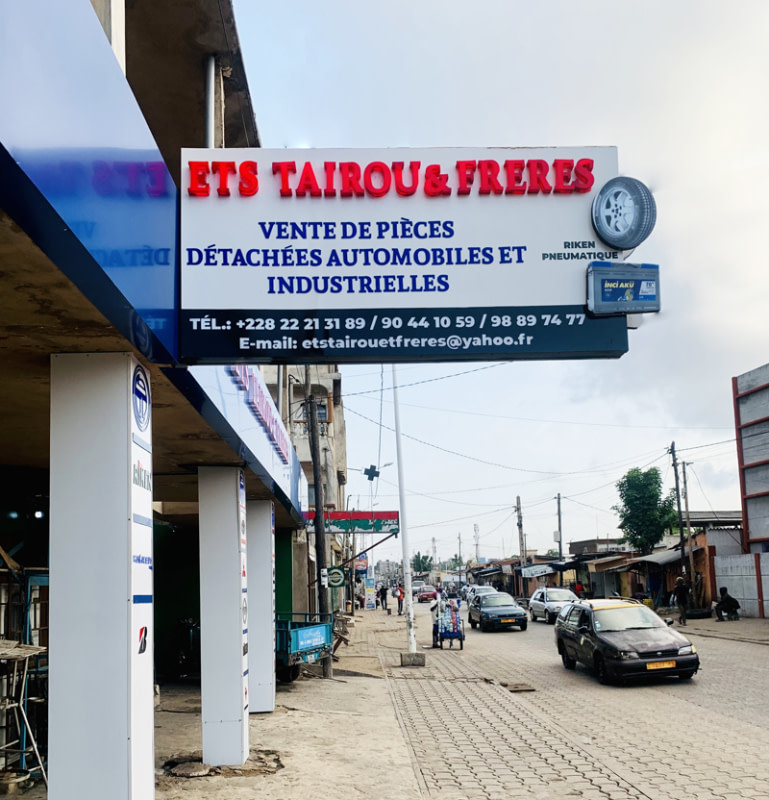 ETS TAIROU & FRERES
VENTE DE PIÈCES
DÉTACHÉES AUTOMOBILES ET
INDUSTRIELLES
RIKEN
PNEUMATIQUE
INCİ AKÜ
TÉL.: +228 22 21 31 89 / 90 44 10 59 / 98 89 74 77
E-mail: etstairouetfreres@yahoo.fr